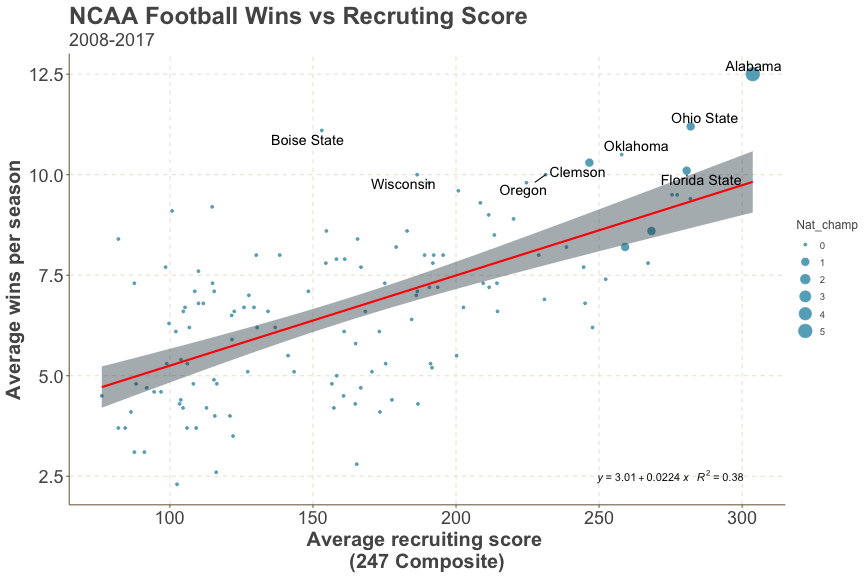 NCAA Football Wins vs Recruting Score
2008-2017
Average wins per season
12.5
10.0
7.5
5.0
2.5
Alabama
Ohio State
Boise State
Oklahoma
Clemson
Wisconsin
Oregon
Florida State
y = 3.01 + 0.0224 x R² = 0.38
100 150 200 250 300
Average recruiting score
(247 Composite)
Nat_champ
0
1
2
3
4
5